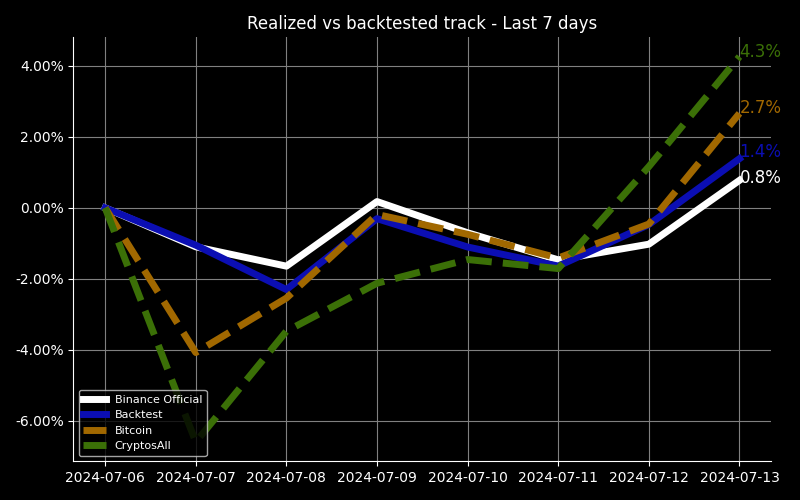 Realized vs backtested track - Last 7 days
4.00%
2.00%
0.00%
-2.00%
-4.00%
-6.00%
4.3%
2.7%
1.4%
0.8%
Binance Official
Backtest
Bitcoin
CryptosAll
2024-07-06 2024-07-07 2024-07-08 2024-07-09 2024-07-10 2024-07-11 2024-07-12 2024-07-13